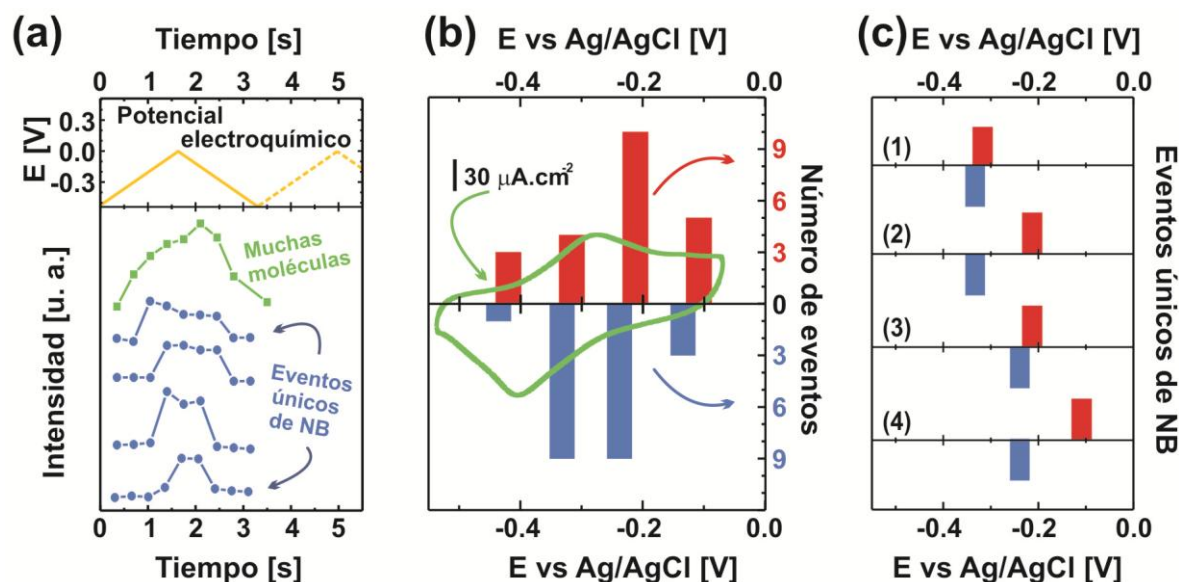 (a)
Tiempo [s]
0 1 2 3 4 5
E [V]
0.3
0.0
-0.3
Potencial
electroquímico
Intensidad [u. a.]
Muchas
moléculas
Eventos
únicos
de NB
0 1 2 3 4 5
Tiempo [s]
(b)
E vs Ag/AgCl [V]
-0.4 -0.2 0.0
30 µA.cm-2
9
6
3
0
3
6
9
Número de eventos
-0.4 -0.2 0.0
E vs Ag/AgCl [V]
(c)
E vs Ag/AgCl [V]
-0.4 -0.2 0.0
(1)
(2)
(3)
(4)
Eventos únicos de NB
-0.4 -0.2 0.0
E vs Ag/AgCl [V]